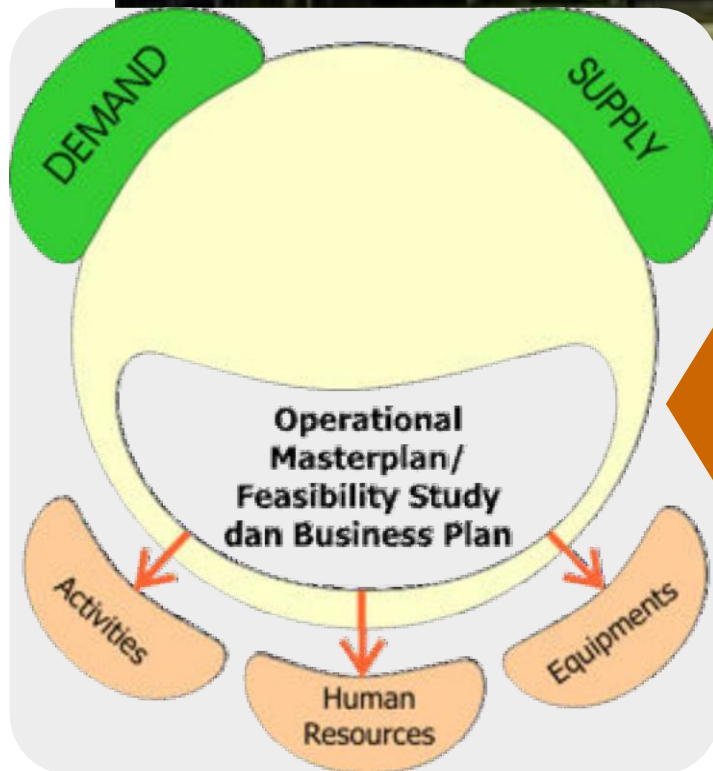 DEMAND
SUPPLY
Operational
Masterplan/
Feasibility Study
dan Business Plan
Activities
Human
Resources
Equipments